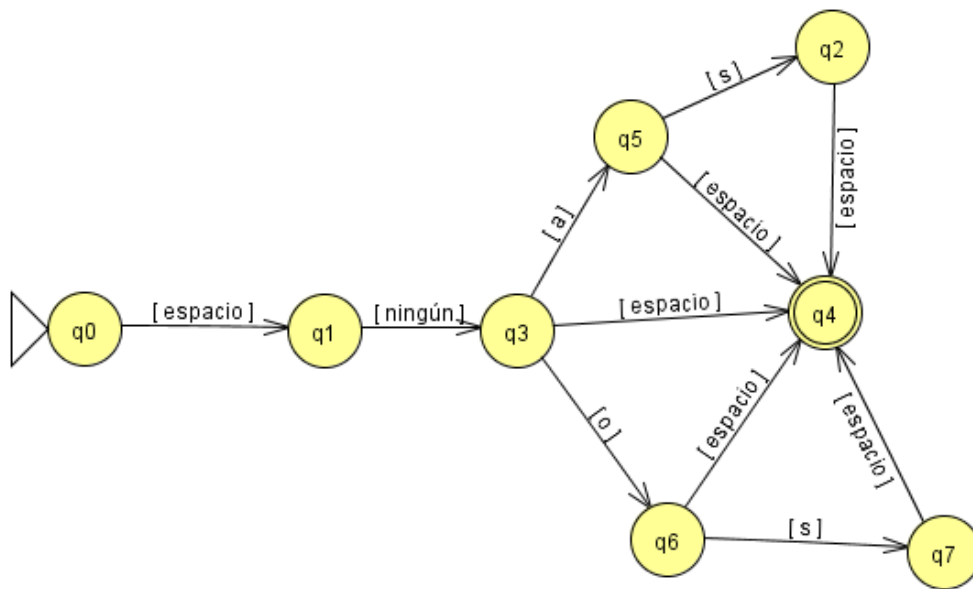 q2
[ s ]
q5
[ espacio ]
[ espacio ]
[ a ]
q0
[ espacio ]
q1
[ ningún ]
q3
[ espacio ]
q4
[ o ]
[ espacio ]
[ espacio ]
q6
[ s ]
q7